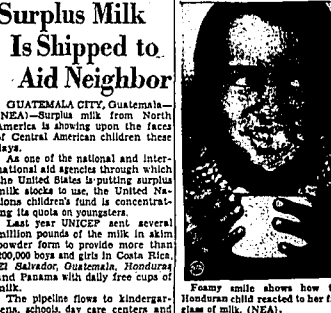 Surplus Milk
Is Shipped to
Aid Neighbor
GUATEMALA CITY, Guatemala—
(NEA)—Surplus milk from North
America is showing upon the faces
of Central American children these
days.
As one of the national and inter-
national aid agencies through which
the United States is putting surplus
milk stocks to use, the United Na-
tions children's fund is concentrat-
ing its quota on youngsters.
Last year UNICEF sent several
million pounds of the milk in skim
powder form to provide more than
200,000 boys and girls in Costa Rica,
El Salvador, Guatemala, Honduras
and Panama with daily free cups of
milk.
The pipeline flows to kindergar-
tens, schools, day care centers and
Foamy smile shows how
Honduran child reacted to her
glass of milk. (NEA).